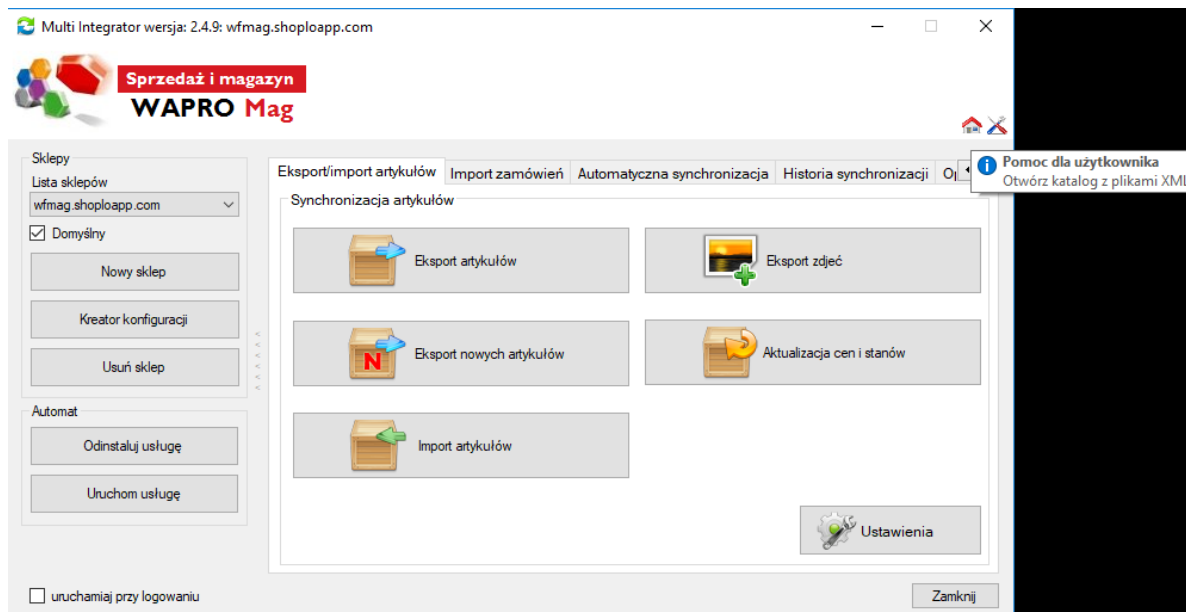 Multi Integrator wersja: 2.4.9: wfmag.shoploapp.com
Sprzedaż i magazyn
WAPRO Mag
Sklepy
Lista sklepów
wfmag.shoploapp.com
Domyślny
Nowy sklep
Kreator konfiguracji
Usuń sklep
Automat
Odinstaluj usługę
Uruchom usługę
uruchamiaj przy logowaniu
Eksport/import artykułów Import zamówień Automatyczna synchronizacja Historia synchronizacji
Pomoc dla użytkownika
Otwórz katalog z plikami XML
Synchronizacja artykułów
Eksport artykułów
Eksport zdjęć
Eksport nowych artykułów
N
Aktualizacja cen i stanów
Import artykułów
Ustawienia
Zamknij